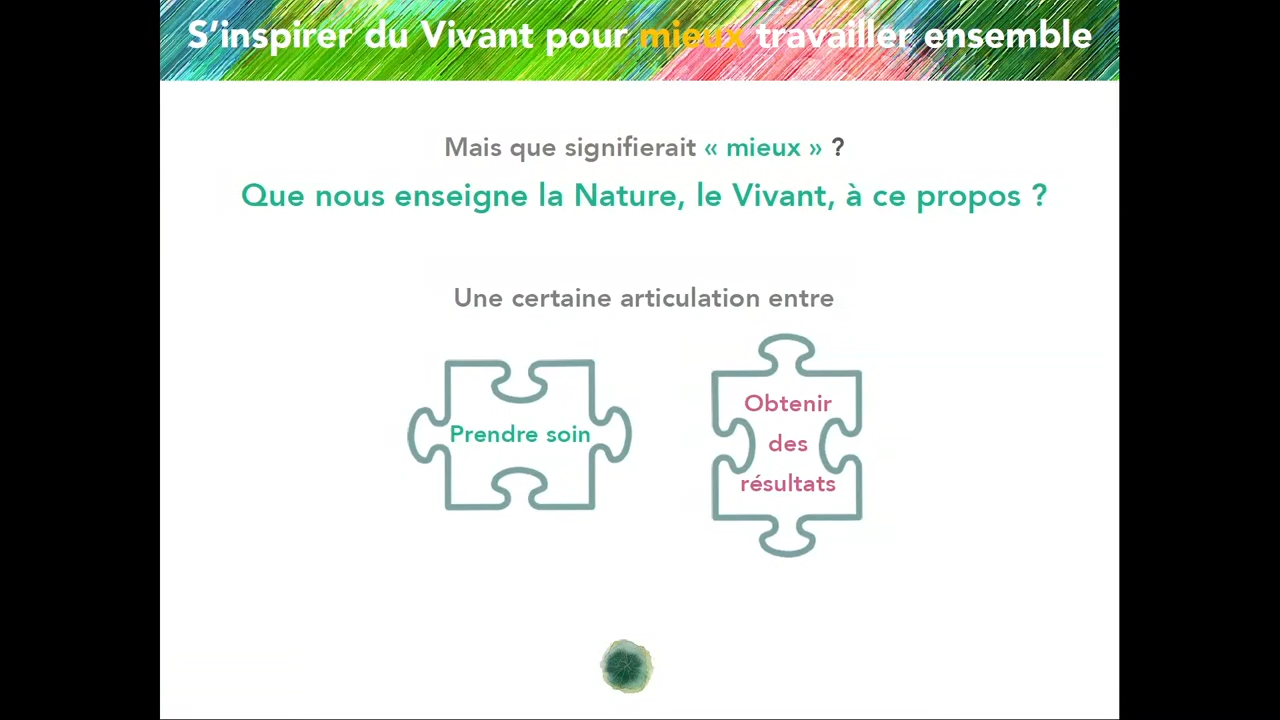 S’inspirer du Vivant pour mieux travailler ensemble
Mais que signifierait « mieux » ?
Que nous enseigne la Nature, le Vivant, à ce propos ?
Une certaine articulation entre
Prendre soin
Obtenir
des
résultats